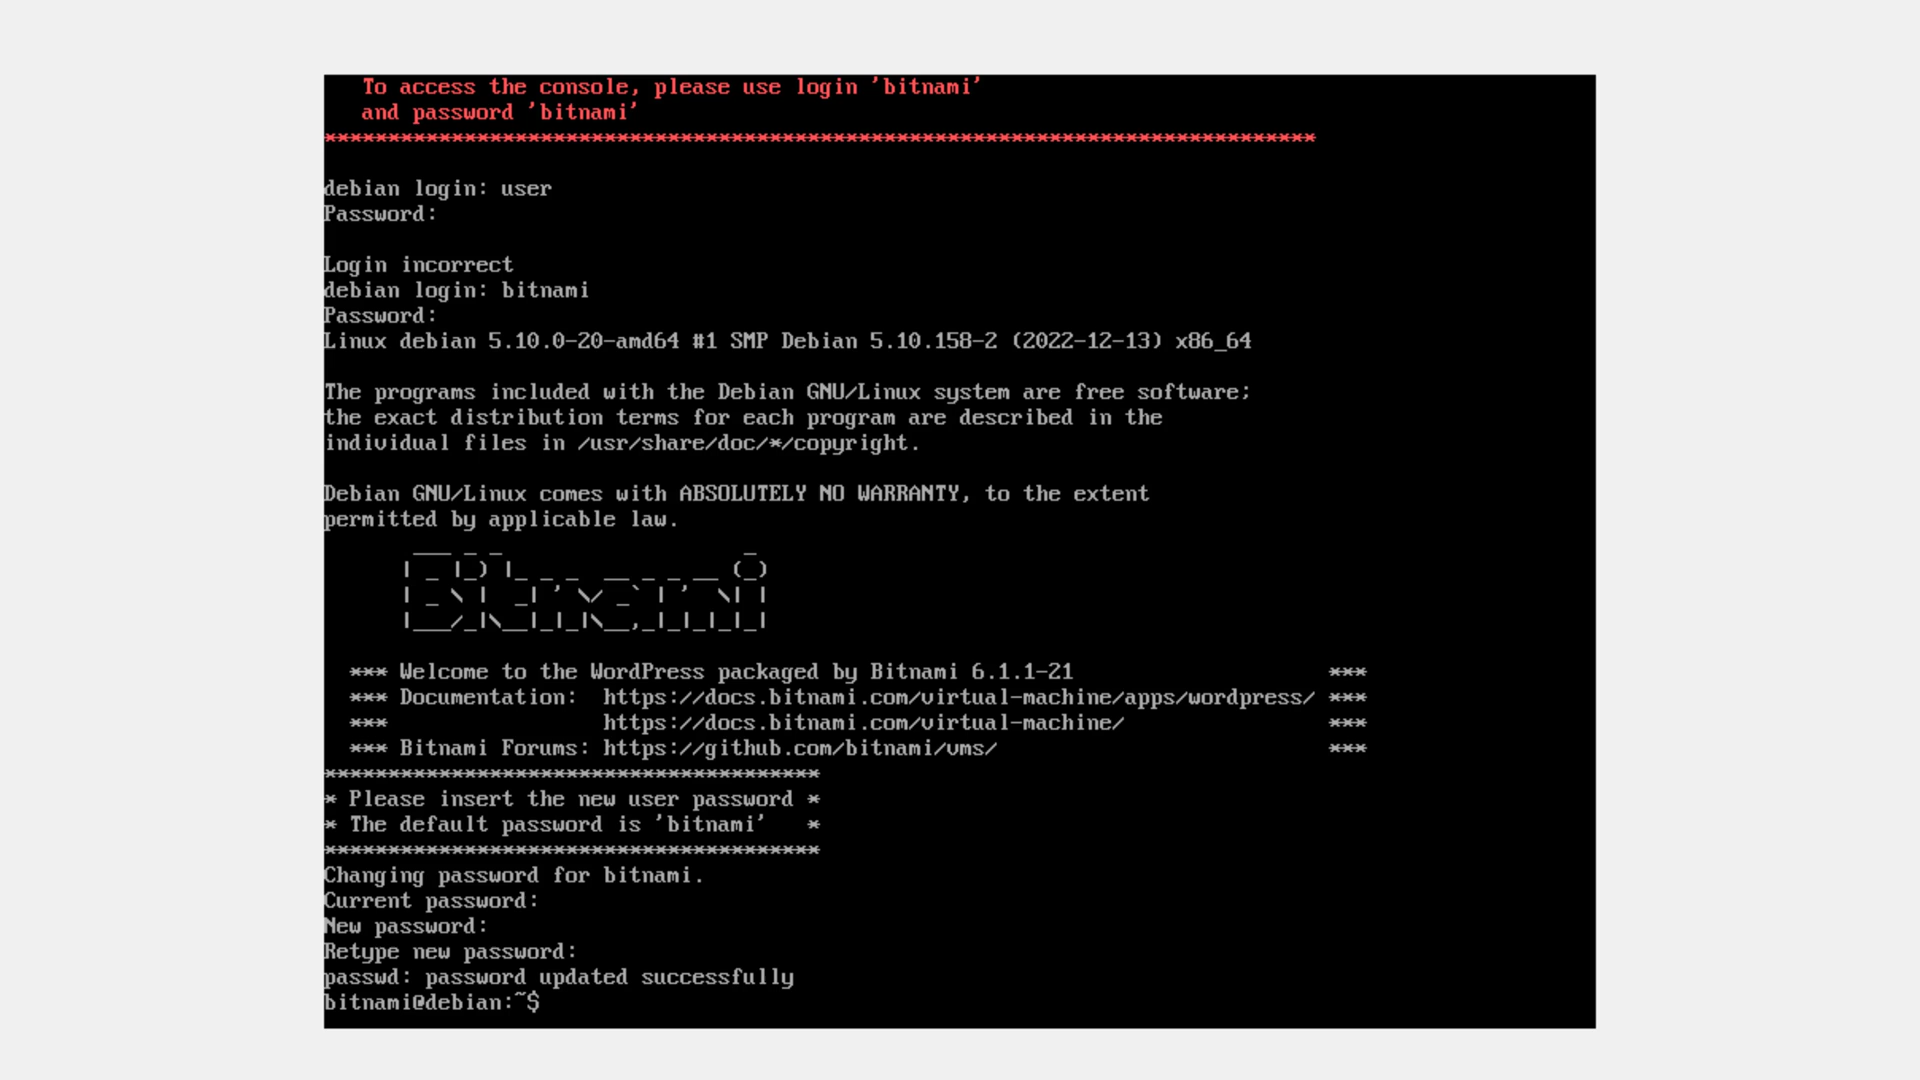 To access the console, please use login 'bitnami'
and password 'bitnami'
******************************************************************************
debian login: user
Password:
Login incorrect
debian login: bitnami
Password:
Linux debian 5.10.0-20-amd64 #1 SMP Debian 5.10.158-2 (2022-12-13) x86_64
The programs included with the Debian GNU/Linux system are free software;
the exact distribution terms for each program are described in the
individual files in /usr/share/doc/*/copyright.
Debian GNU/Linux comes with ABSOLUTELY NO WARRANTY, to the extent
permitted by applicable law.
Bitnami
*** Welcome to the WordPress packaged by Bitnami 6.1.1-21 ***
*** Documentation: https://docs.bitnami.com/virtual-machine/apps/wordpress/ ***
*** https://docs.bitnami.com/virtual-machine/ ***
*** Bitnami Forums: https://github.com/bitnami/vms/ ***
***************************************
* Please insert the new user password *
* The default password is 'bitnami' *
***************************************
Changing password for bitnami.
Current password:
New password:
Retype new password:
passwd: password updated successfully
bitnami@debian:~$